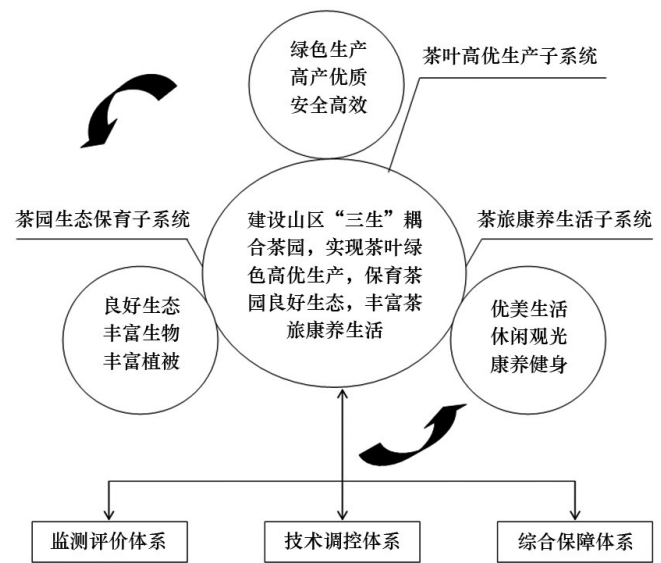 绿色生产
高产优质
安全高效
茶叶高优生产子系统
茶园生态保育子系统
建设山区“三生”耦
合茶园，实现茶叶绿
色高优生产，保育茶
园良好生态，丰富茶
旅康养生活
茶旅康养生活子系统
良好生态
丰富生物
丰富植被
优美生活
休闲观光
康养健身
监测评价体系
技术调控体系
综合保障体系